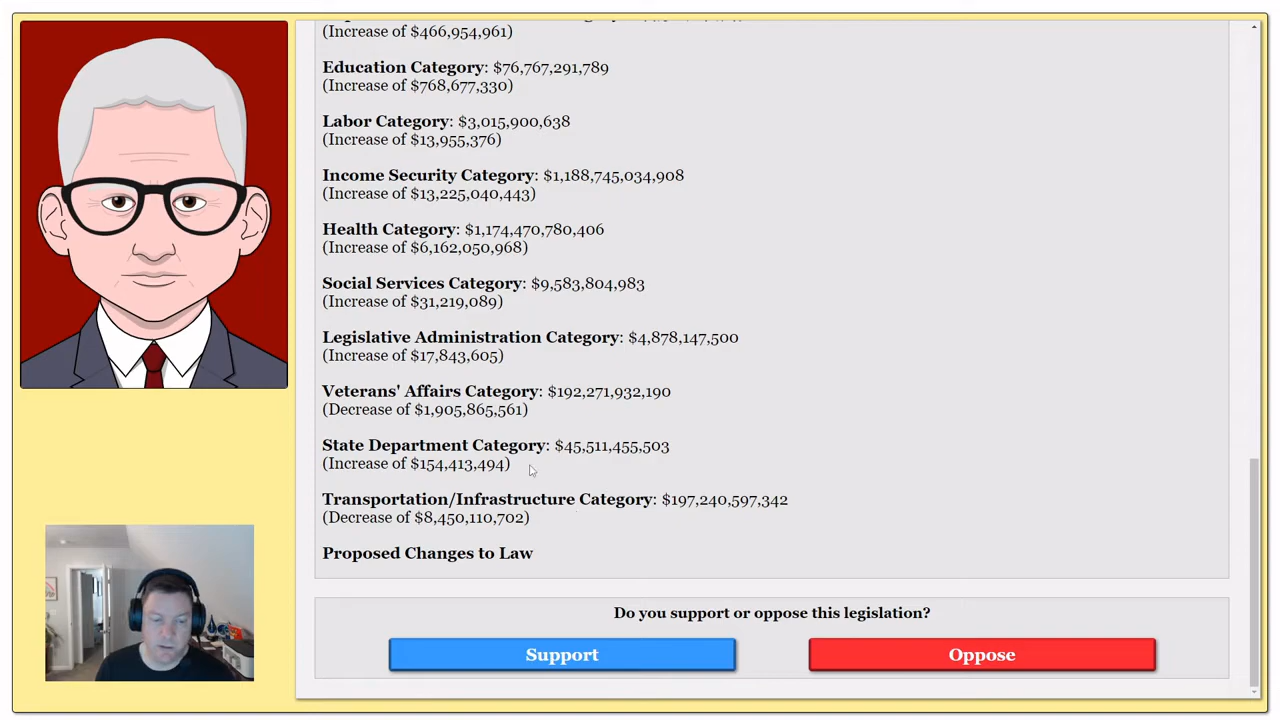 (Increase of $466,954,961)
Education Category: $76,767,291,789
(Increase of $768,677,330)
Labor Category: $3,015,900,638
(Increase of $13,955,376)
Income Security Category: $1,188,745,034,908
(Increase of $13,225,040,443)
Health Category: $1,174,470,780,406
(Increase of $6,162,050,968)
Social Services Category: $9,583,804,983
(Increase of $31,219,089)
Legislative Administration Category: $4,878,147,500
(Increase of $17,843,605)
Veterans' Affairs Category: $192,271,932,190
(Decrease of $1,905,865,561)
State Department Category: $45,511,455,503
(Increase of $154,413,494)
Transportation/Infrastructure Category: $197,240,597,342
(Decrease of $8,450,110,702)
Proposed Changes to Law
Do you support or oppose this legislation?
Support
Oppose